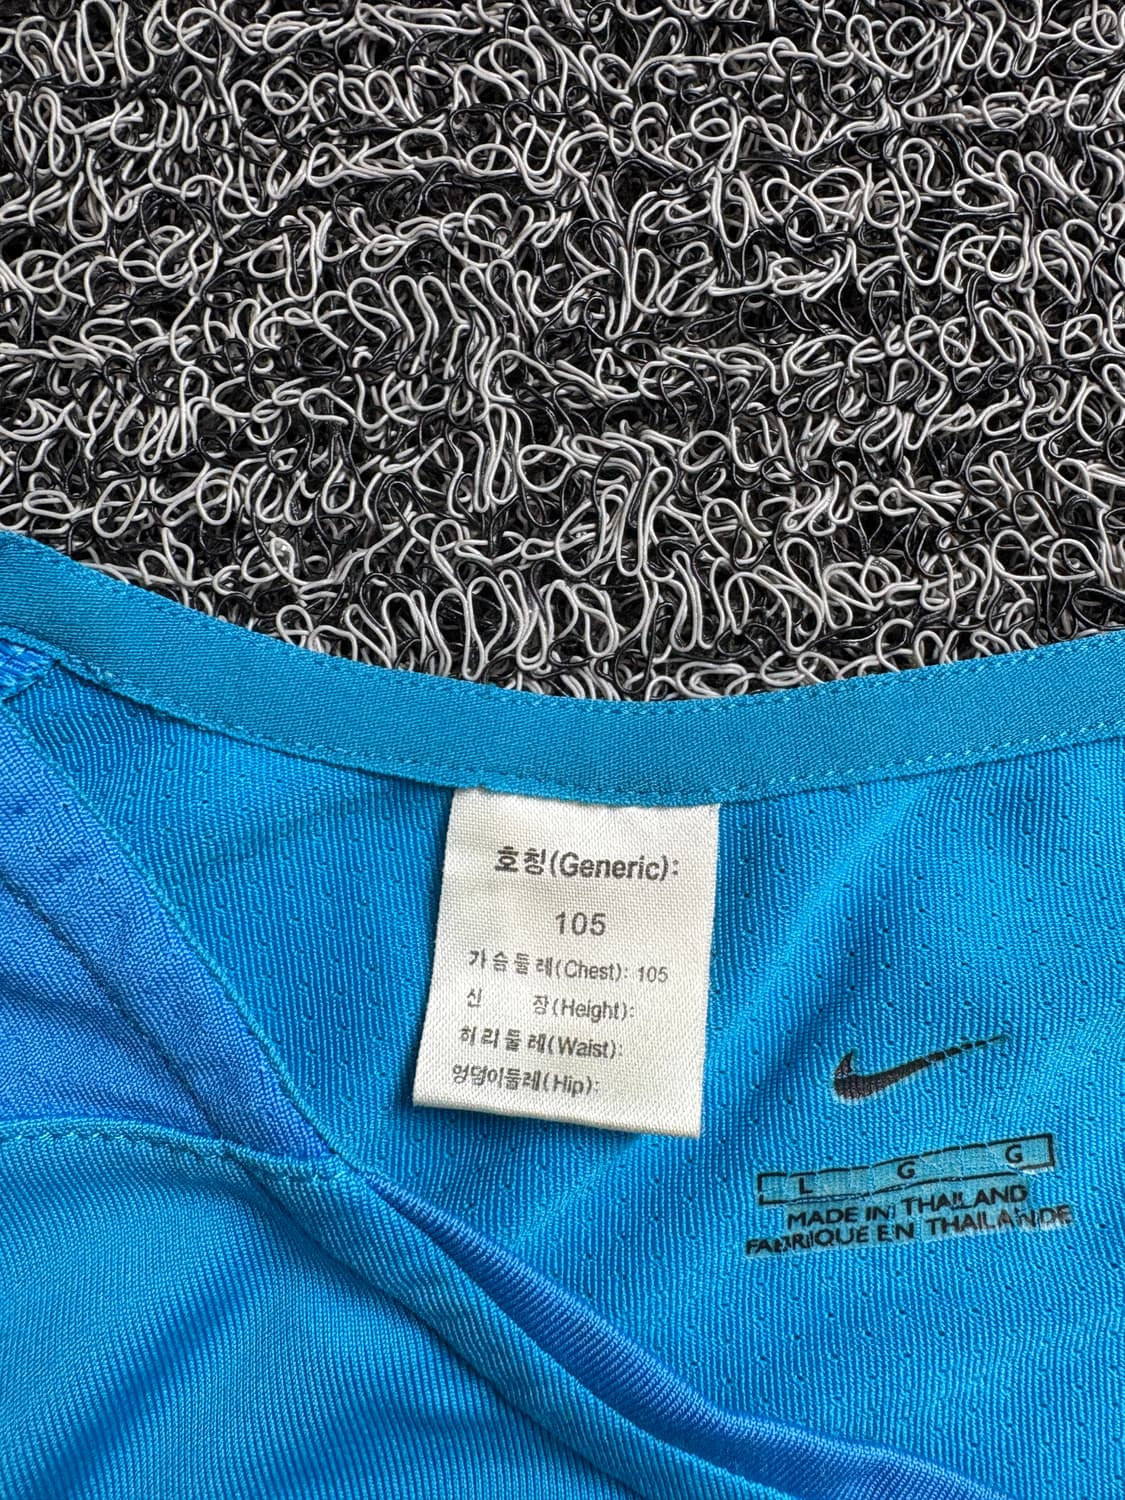 호칭(Generic):
105
가슴둘레(Chest): 105
신 장(Height):
허리둘레(Waist):
엉덩이둘레(Hip):
L G G
MADE IN THAILAND
FABRIQUE EN THAILANDE